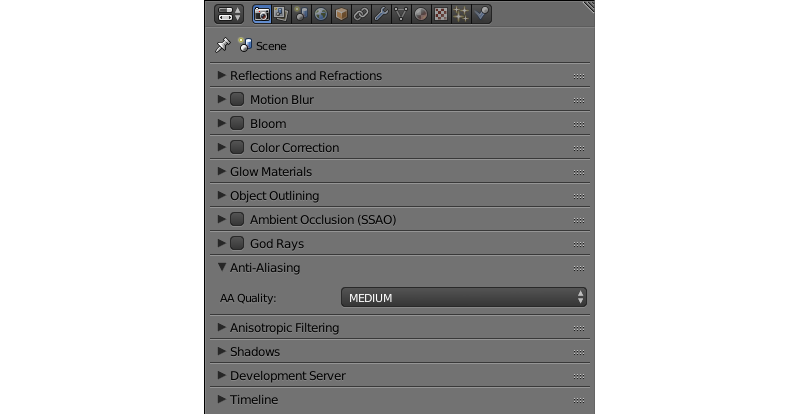 Scene
Reflections and Refractions
Motion Blur
Bloom
Color Correction
Glow Materials
Object Outlining
Ambient Occlusion (SSAO)
God Rays
Anti-Aliasing
AA Quality: MEDIUM
Anisotropic Filtering
Shadows
Development Server
Timeline